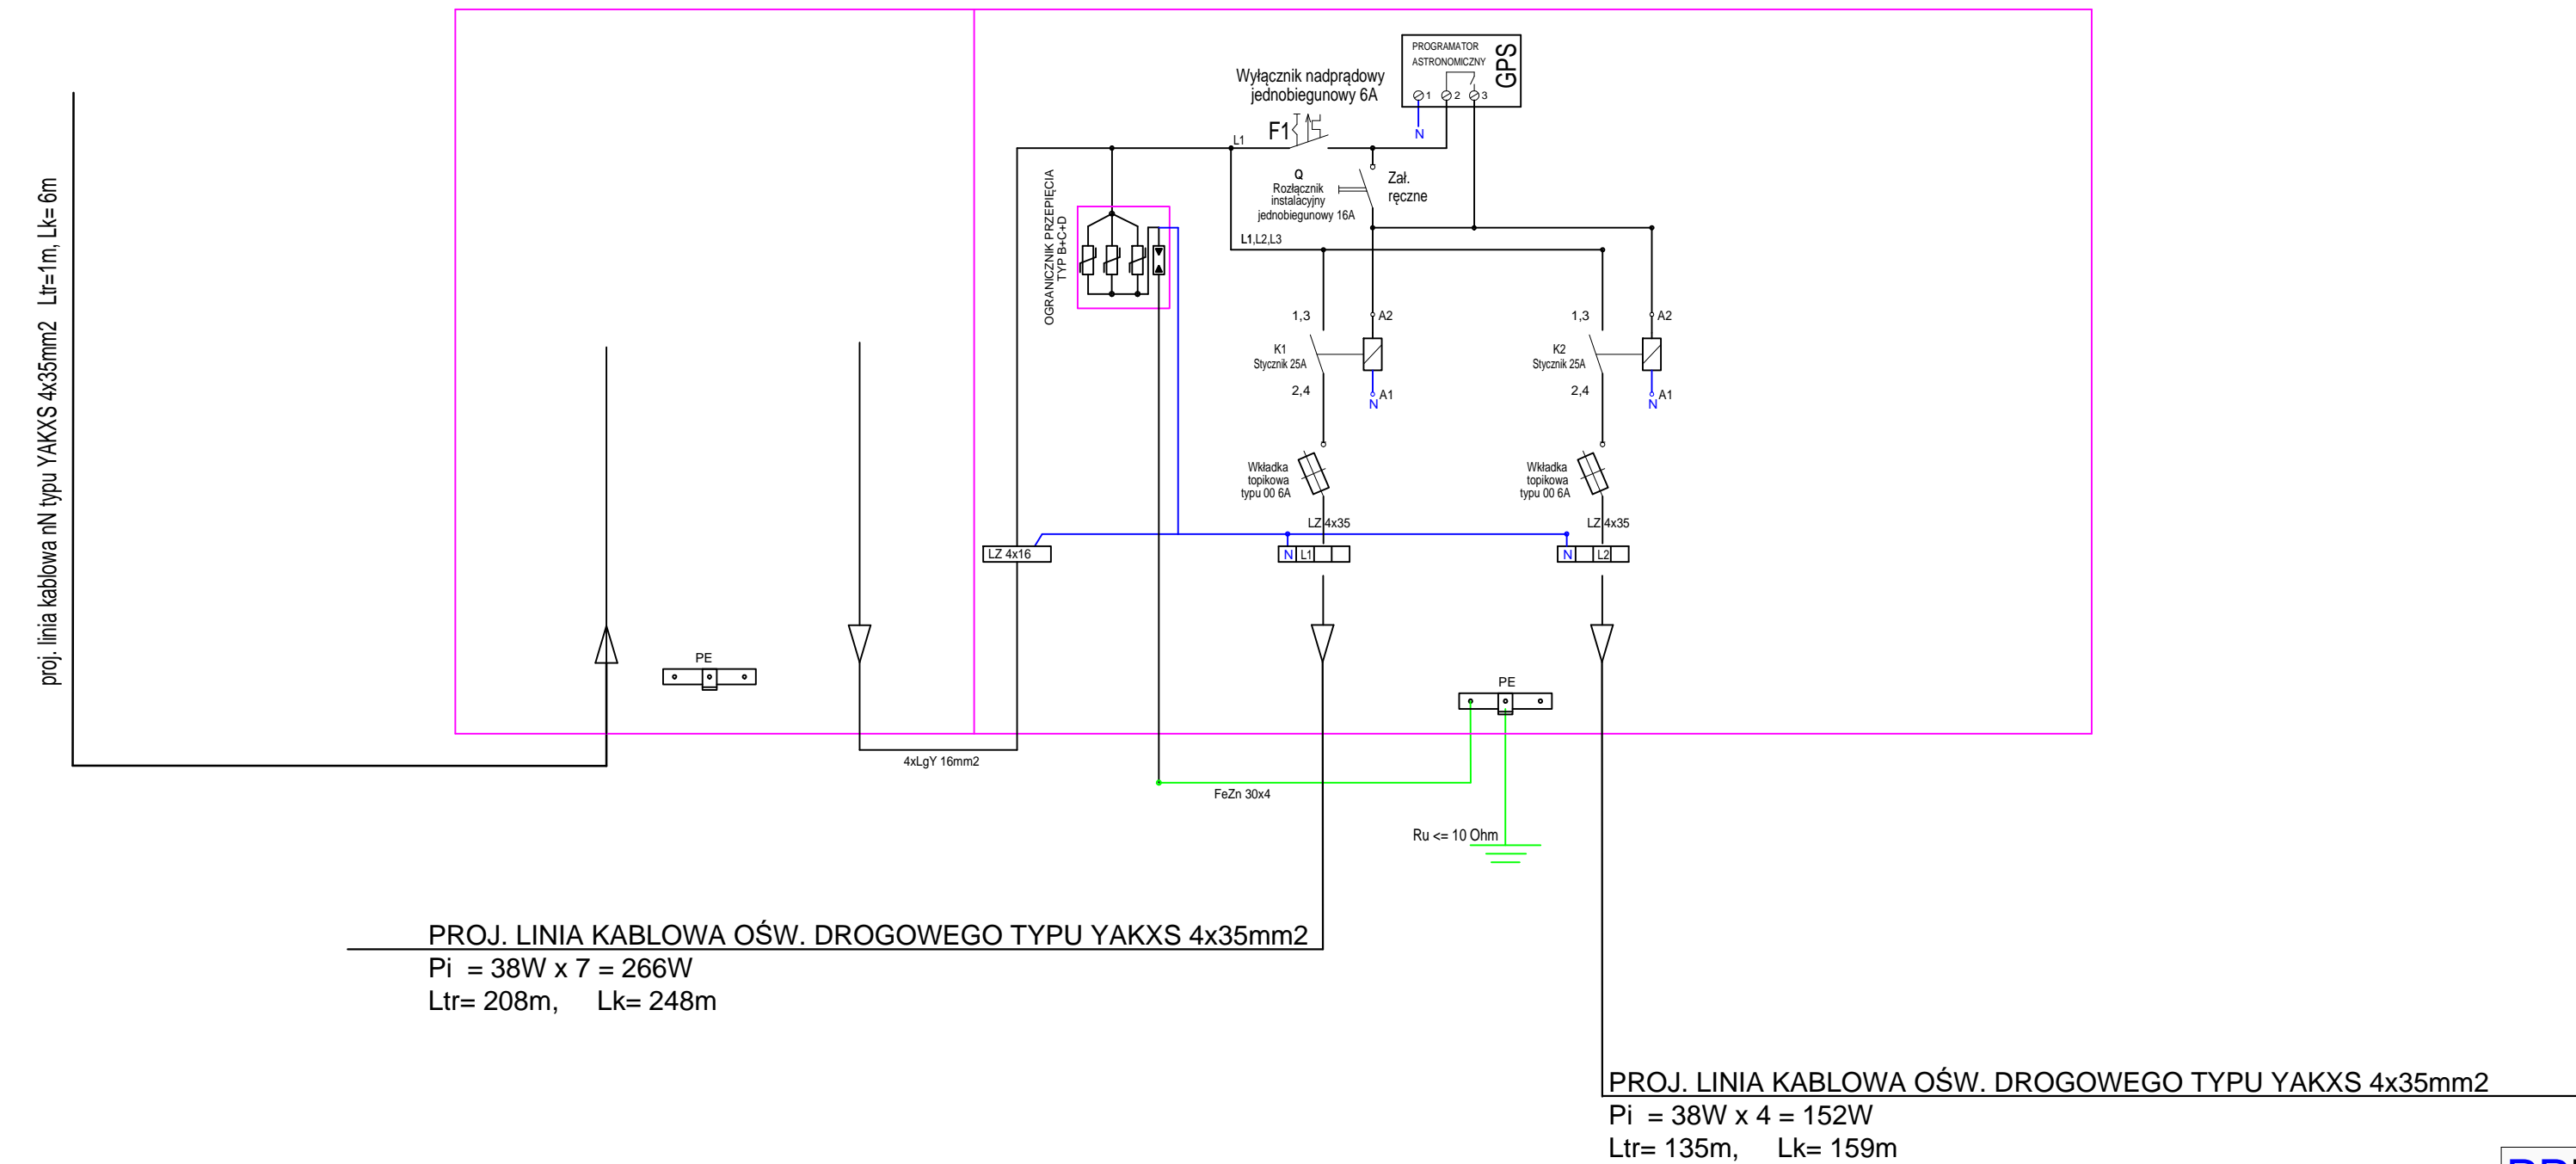 proj. linia kablowa nN typu YAKXS 4x35mm2 Ltr=1m, Lk= 6m
PROGRAMATOR
ASTRONOMICZNY
GPS
1 2 3
N
Wyłącznik nadprądowy
jednobiegunowy 6A
F1
L1
Q
Rozłącznik
instalacyjny
jednobiegunowy 16A
Zał.
ręczne
OGRANICZNIK PRZEPIĘCIA
TYP B+C+D
L1,L2,L3
1,3
A2
K1
Stycznik 25A
2,4
A1
N
1,3
A2
K2
Stycznik 25A
2,4
A1
N
Wkładka
topikowa
typu 00 6A
Wkładka
topikowa
typu 00 6A
LZ 4x35
LZ 4x35
LZ 4x16
N L1
N L2
PE
PE
4xLgY 16mm2
FeZn 30x4
Ru <= 10 Ohm
PROJ. LINIA KABLOWA OŚW. DROGOWEGO TYPU YAKXS 4x35mm2
Pi = 38W x 7 = 266W
Ltr= 208m, Lk= 248m
PROJ. LINIA KABLOWA OŚW. DROGOWEGO TYPU YAKXS 4x35mm2
Pi = 38W x 4 = 152W
Ltr= 135m, Lk= 159m